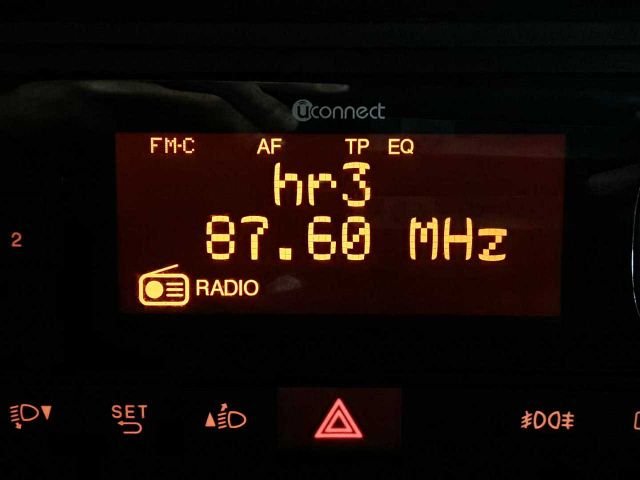 uconnect
FM-C AF TP EQ
hr3
2
87.60 MHz
RADIO
SET